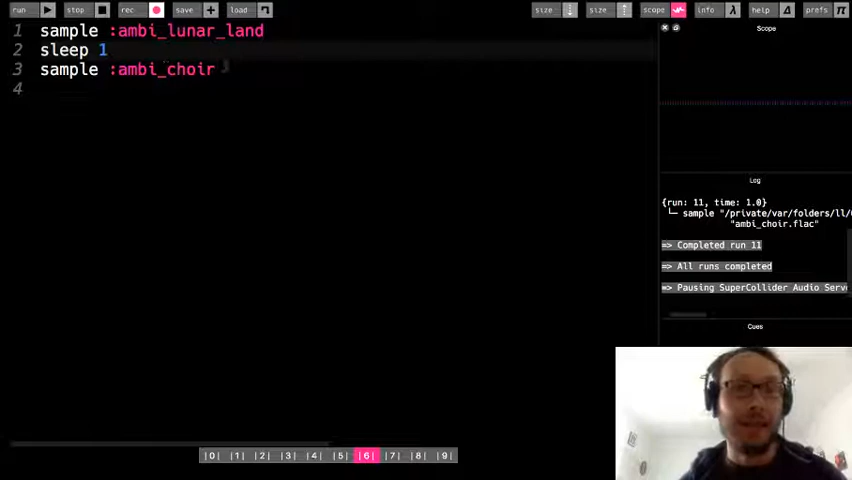 run stop rec save + load size size scope info λ help prefs π
1 sample :ambi_lunar_land
2 sleep 1
3 sample :ambi_choir
4
Scope
Log
{run: 11, time: 1.0}
└─ sample "/private/var/folders/ll/
"ambi_choir.flac"
=> Completed run 11
=> All runs completed
=> Pausing SuperCollider Audio Serv
Cues
|0| |1| |2| |3| |4| |5| |6| |7| |8| |9|